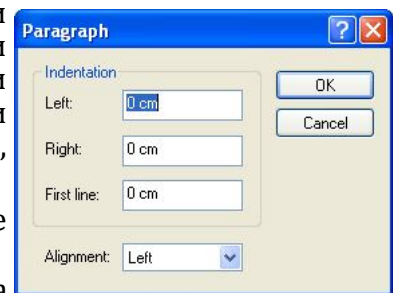 и
Paragraph
и
Indentation
и
Left: 0 cm
OK
и
Cancel
,
Right: 0 cm
First line: 0 cm
е
Alignment: Left
а